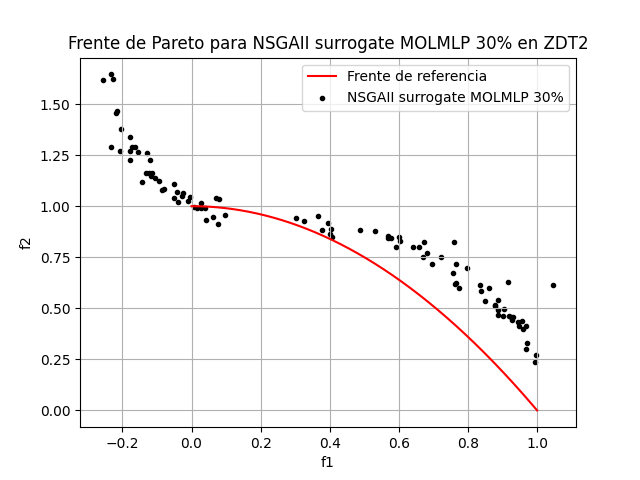 Frente de Pareto para NSGAII surrogate MOLMLP 30% en ZDT2
Frente de referencia
NSGAII surrogate MOLMLP 30%
f2
1.50
1.25
1.00
0.75
0.50
0.25
0.00
−0.2 0.0 0.2 0.4 0.6 0.8 1.0
f1